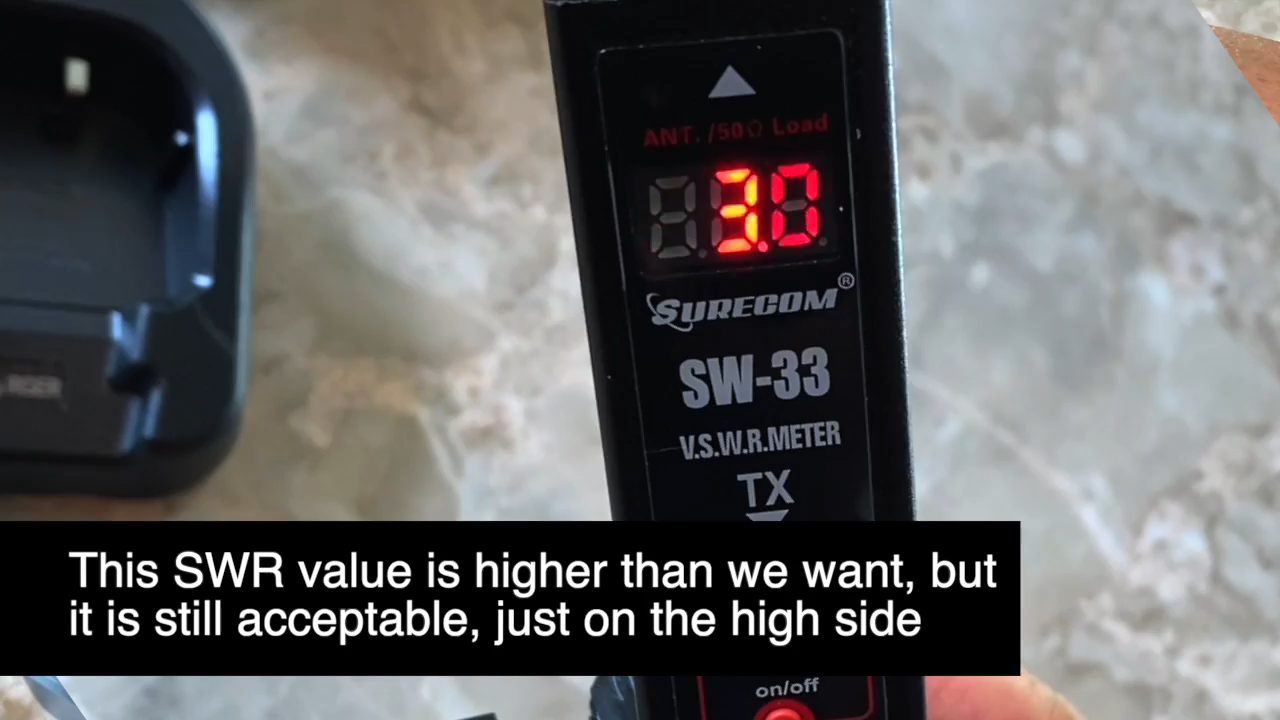 ANT./50Ω Load
3.0
SURECOM®
SW-33
V.S.W.R.METER
TX
This SWR value is higher than we want, but
it is still acceptable, just on the high side
on/off